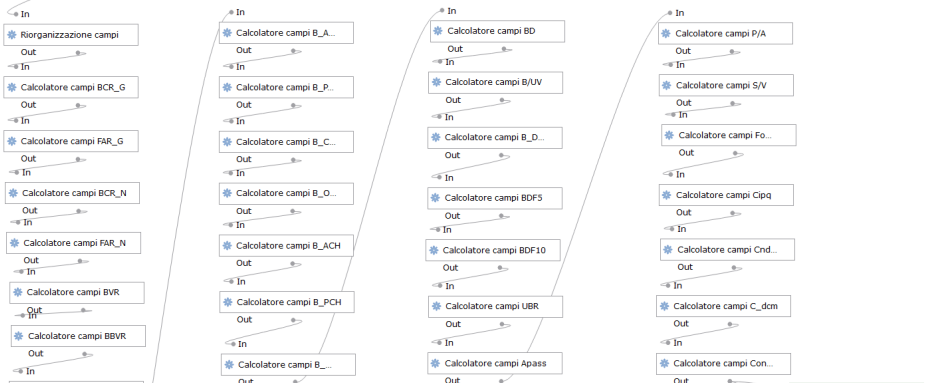 In
Riorganizzazione campi
Out
In
Calcolatore campi BCR_G
Out
In
Calcolatore campi FAR_G
Out
In
Calcolatore campi BCR_N
Out
In
Calcolatore campi FAR_N
Out
In
Calcolatore campi BVR
Out
In
Calcolatore campi BBVR
Out
In
In
Calcolatore campi B_A...
Out
In
Calcolatore campi B_P...
Out
In
Calcolatore campi B_C...
Out
In
Calcolatore campi B_O...
Out
In
Calcolatore campi B_ACH
Out
In
Calcolatore campi B_PCH
Out
In
Calcolatore campi B_...
Out
In
Calcolatore campi BD
Out
In
Calcolatore campi B/UV
Out
In
Calcolatore campi B_D...
Out
In
Calcolatore campi BDF5
Out
In
Calcolatore campi BDF10
Out
In
Calcolatore campi UBR
Out
In
Calcolatore campi Apass
Out
In
Calcolatore campi P/A
Out
In
Calcolatore campi S/V
Out
In
Calcolatore campi Fo...
Out
In
Calcolatore campi Cipq
Out
In
Calcolatore campi Cnd...
Out
In
Calcolatore campi C_dcm
Out
In
Calcolatore campi Con...
Out